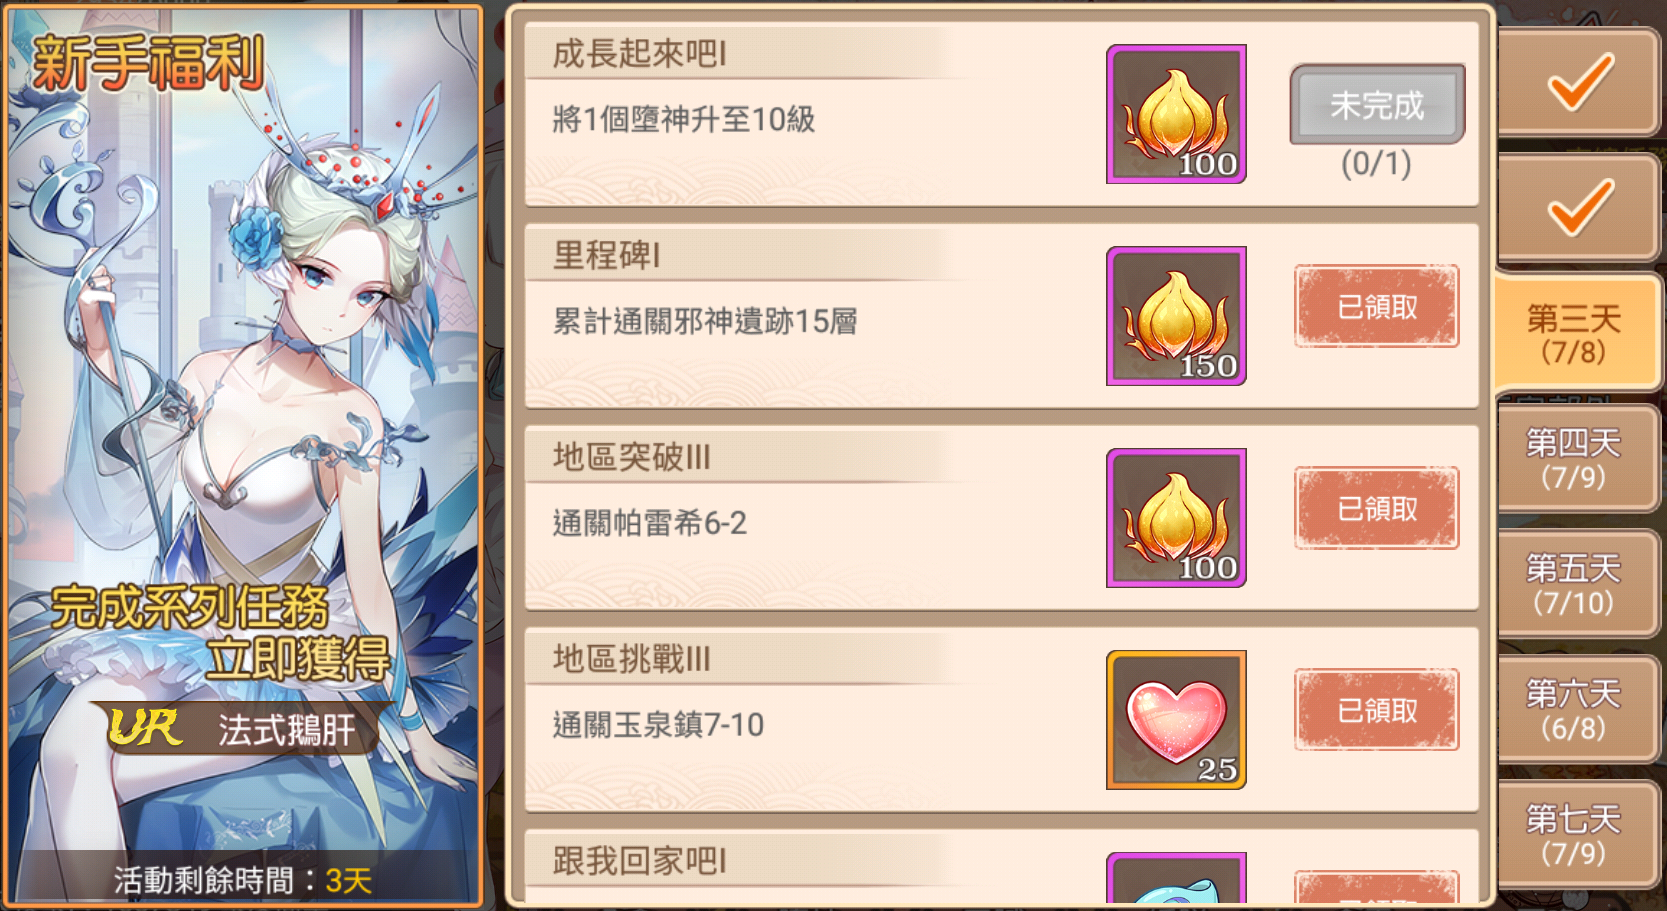 新手福利
完成系列任務
立即獲得
UR 法式鵝肝
活動剩餘時間：3天
成長起來吧I
將1個墮神升至10級
100
未完成
(0/1)
里程碑I
累計通關邪神遺跡15層
150
已領取
地區突破III
通關帕雷希6-2
100
已領取
地區挑戰III
通關玉泉鎮7-10
25
已領取
跟我回家吧I
第三天
(7/8)
第四天
(7/9)
第五天
(7/10)
第六天
(6/8)
第七天
(7/9)